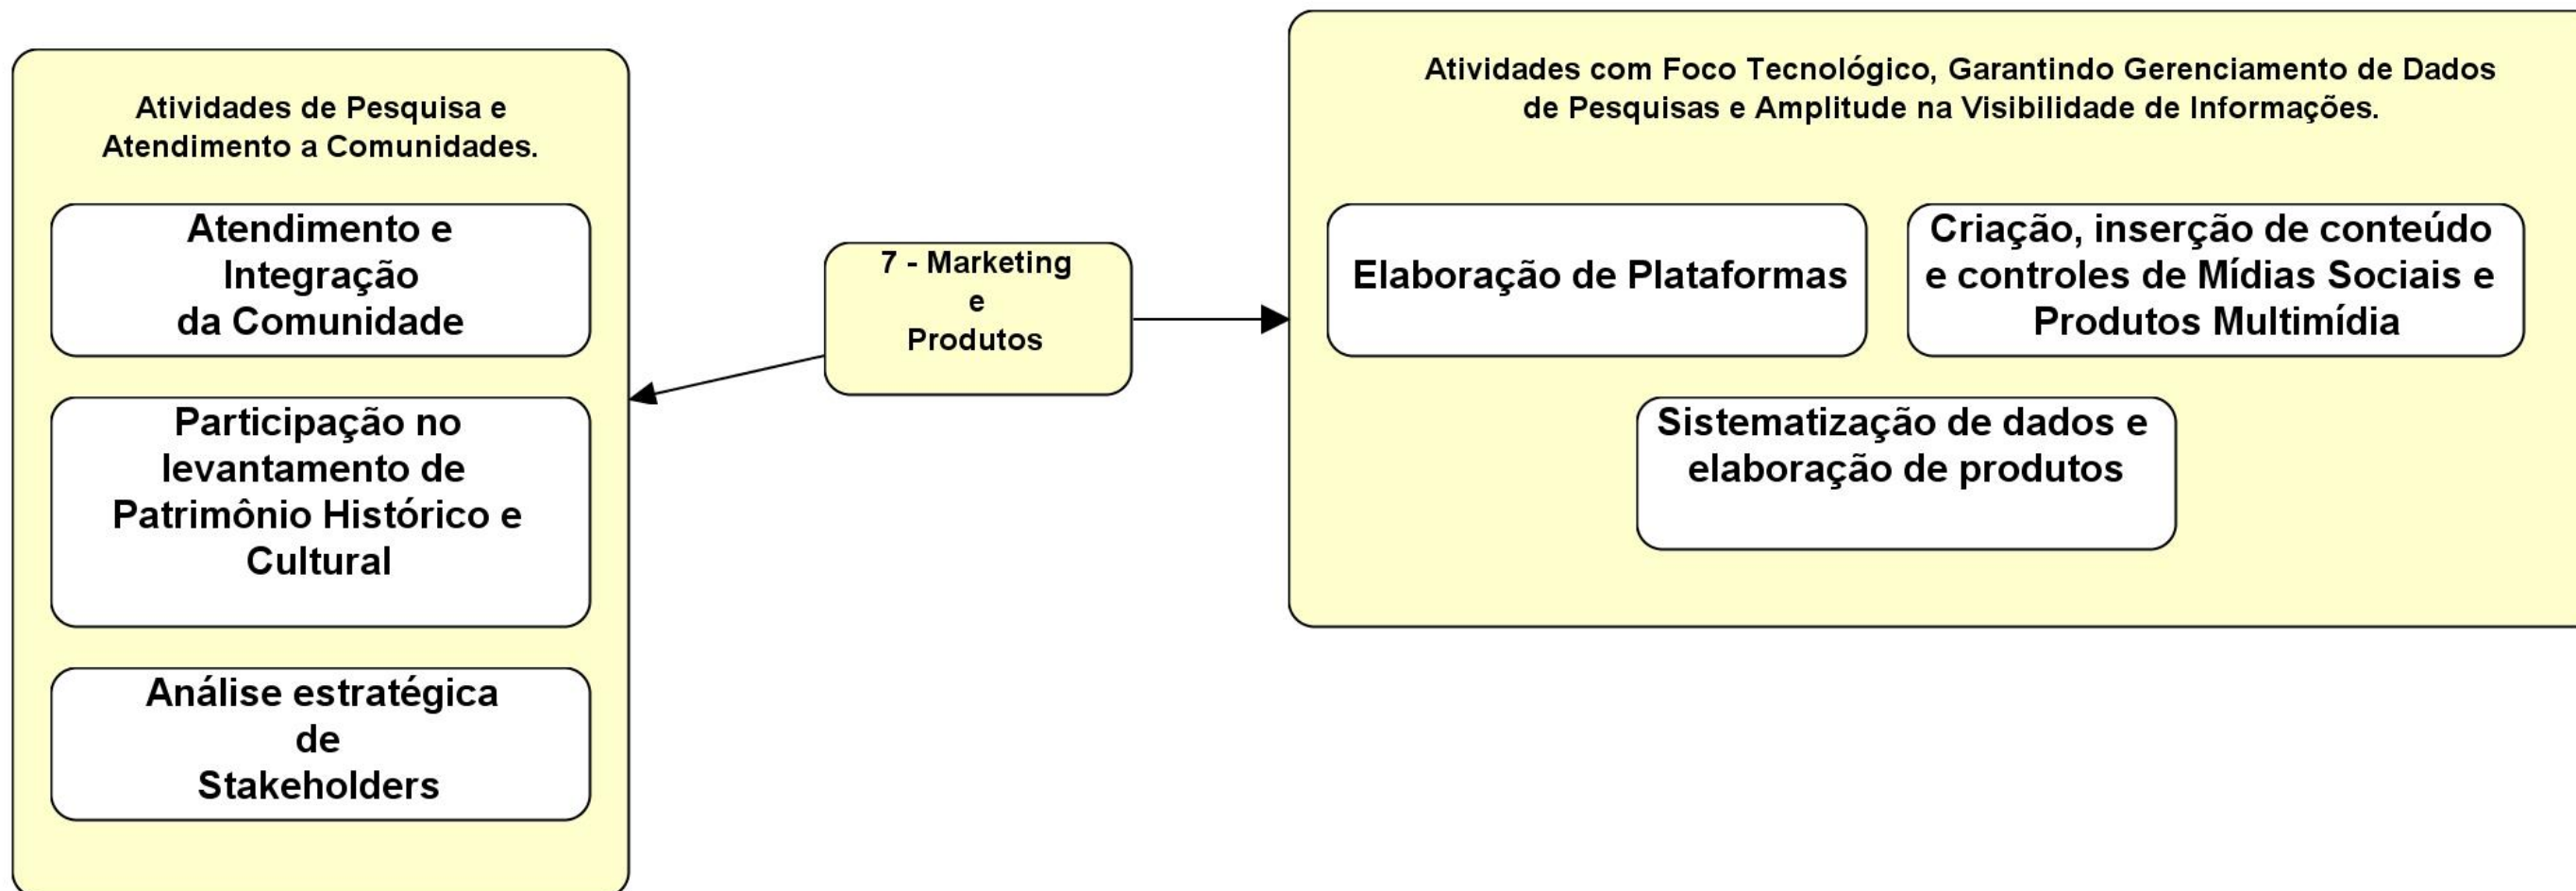 Atividades de Pesquisa e
Atendimento a Comunidades.
Atendimento e
Integração
da Comunidade
Participação no
levantamento de
Patrimônio Histórico e
Cultural
Análise estratégica
de
Stakeholders
7 - Marketing
e
Produtos
Atividades com Foco Tecnológico, Garantindo Gerenciamento de Dados
de Pesquisas e Amplitude na Visibilidade de Informações.
Elaboração de Plataformas
Criação, inserção de conteúdo
e controles de Mídias Sociais e
Produtos Multimídia
Sistematização de dados e
elaboração de produtos